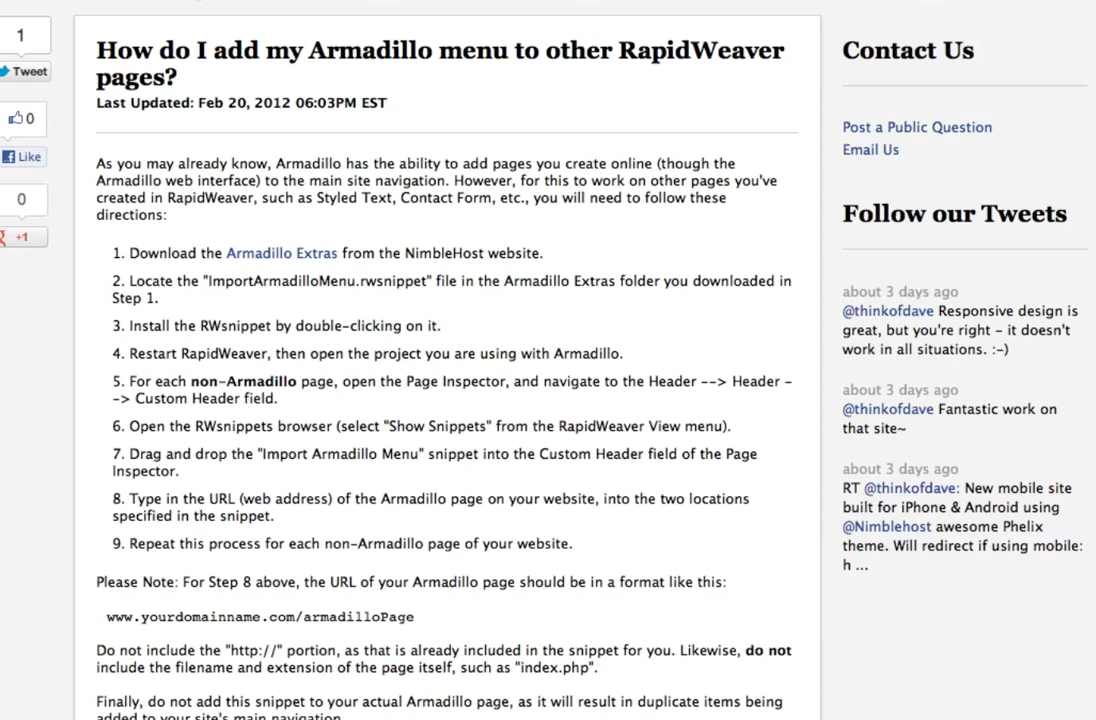 1
Tweet
0
Like
0
+1
How do I add my Armadillo menu to other RapidWeaver
pages?
Last Updated: Feb 20, 2012 06:03PM EST
As you may already know, Armadillo has the ability to add pages you create online (though the
Armadillo web interface) to the main site navigation. However, for this to work on other pages you've
created in RapidWeaver, such as Styled Text, Contact Form, etc., you will need to follow these
directions:
1. Download the Armadillo Extras from the NimbleHost website.
2. Locate the "ImportArmadilloMenu.rwsnippet" file in the Armadillo Extras folder you downloaded in
Step 1.
3. Install the RWsnippet by double-clicking on it.
4. Restart RapidWeaver, then open the project you are using with Armadillo.
5. For each non-Armadillo page, open the Page Inspector, and navigate to the Header --> Header -
-> Custom Header field.
6. Open the RWsnippets browser (select "Show Snippets" from the RapidWeaver View menu).
7. Drag and drop the "Import Armadillo Menu" snippet into the Custom Header field of the Page
Inspector.
8. Type in the URL (web address) of the Armadillo page on your website, into the two locations
specified in the snippet.
9. Repeat this process for each non-Armadillo page of your website.
Please Note: For Step 8 above, the URL of your Armadillo page should be in a format like this:
www.yourdomainname.com/armadilloPage
Do not include the "http://" portion, as that is already included in the snippet for you. Likewise, do not
include the filename and extension of the page itself, such as "index.php".
Finally, do not add this snippet to your actual Armadillo page, as it will result in duplicate items being
added to your site's main navigation.
Contact Us
Post a Public Question
Email Us
Follow our Tweets
about 3 days ago
@thinkofdave Responsive design is
great, but you're right - it doesn't
work in all situations. :-)
about 3 days ago
@thinkofdave Fantastic work on
that site~
about 3 days ago
RT @thinkofdave: New mobile site
built for iPhone & Android using
@Nimblehost awesome Phelix
theme. Will redirect if using mobile:
h ...